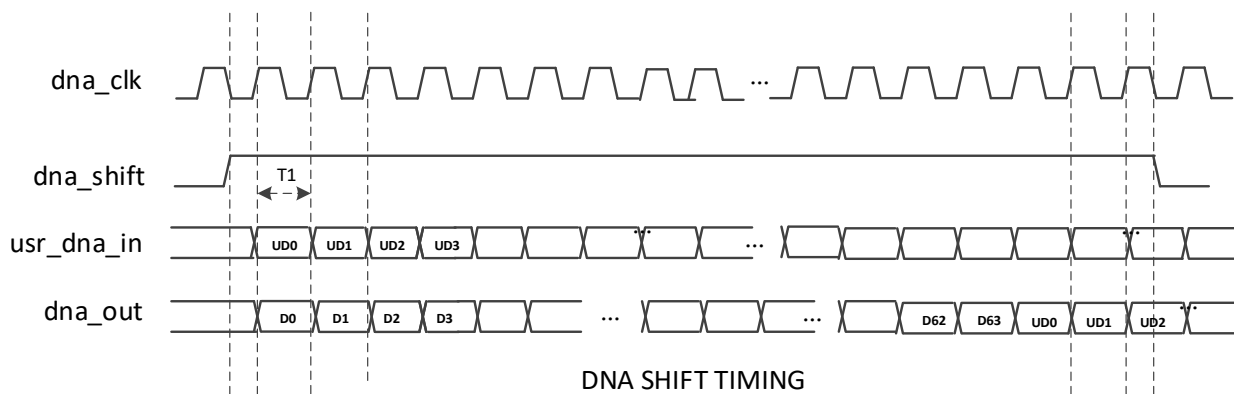 dna_clk ...
dna_shift T1
usr_dna_in UD0 UD1 UD2 UD3 ... ... ...
dna_out D0 D1 D2 D3 ... ... D62 D63 UD0 UD1 UD2 ...
DNA SHIFT TIMING